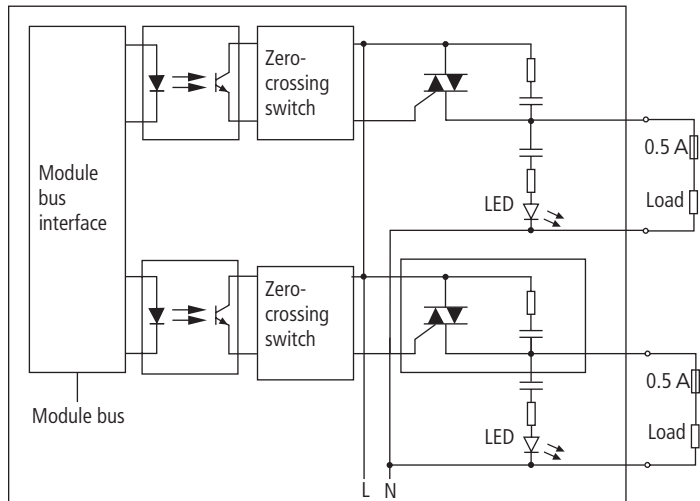 Zero-
crossing
switch
Module
bus
interface
0.5 A
Load
LED
Zero-
crossing
switch
0.5 A
Load
LED
Module bus
L N